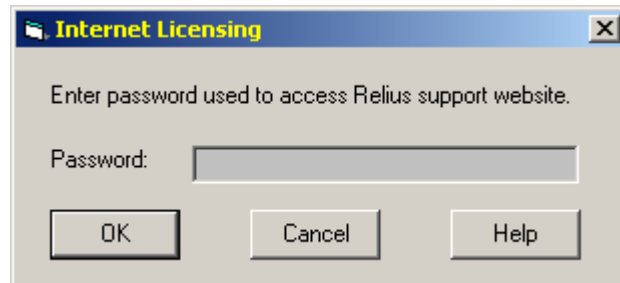 Internet Licensing
Enter password used to access Relius support website.
Password:
OK Cancel Help